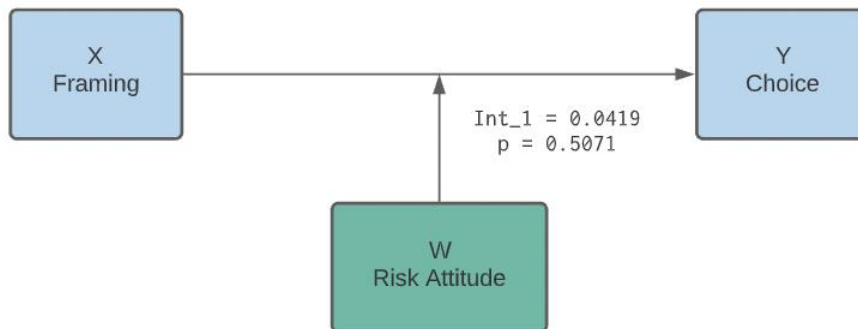 X
Framing
Y
Choice
Int_1 = 0.0419
p = 0.5071
W
Risk Attitude